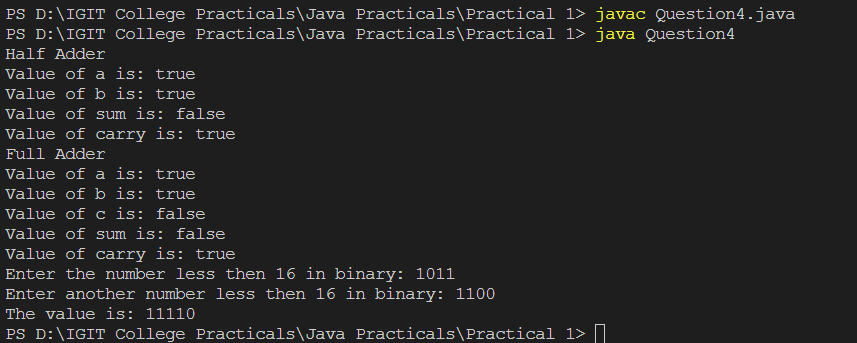 PS D:\IGIT College Practicals\Java Practicals\Practical 1> javac Question4.java
PS D:\IGIT College Practicals\Java Practicals\Practical 1> java Question4
Half Adder
Value of a is: true
Value of b is: true
Value of sum is: false
Value of carry is: true
Full Adder
Value of a is: true
Value of b is: true
Value of c is: false
Value of sum is: false
Value of carry is: true
Enter the number less then 16 in binary: 1011
Enter another number less then 16 in binary: 1100
The value is: 11110
PS D:\IGIT College Practicals\Java Practicals\Practical 1>